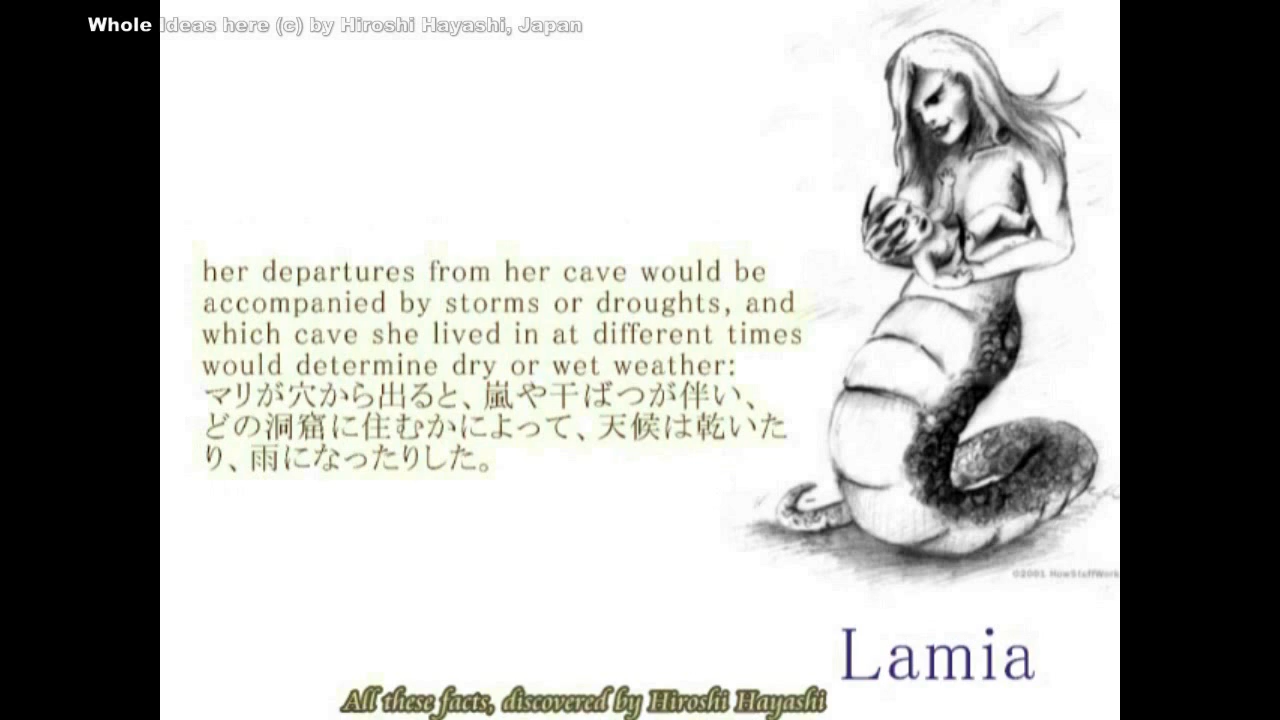 Whole Ideas here (c) by Hiroshi Hayashi, Japan
her departures from her cave would be
accompanied by storms or droughts, and
which cave she lived in at different times
would determine dry or wet weather:
マリが穴から出ると、嵐や干ばつが伴い、
どの洞窟に住むかによって、天候は乾いた
り、雨になったりした。
©2001 HowStuffWork
Lamia
All these facts, discovered by Hiroshi Hayashi